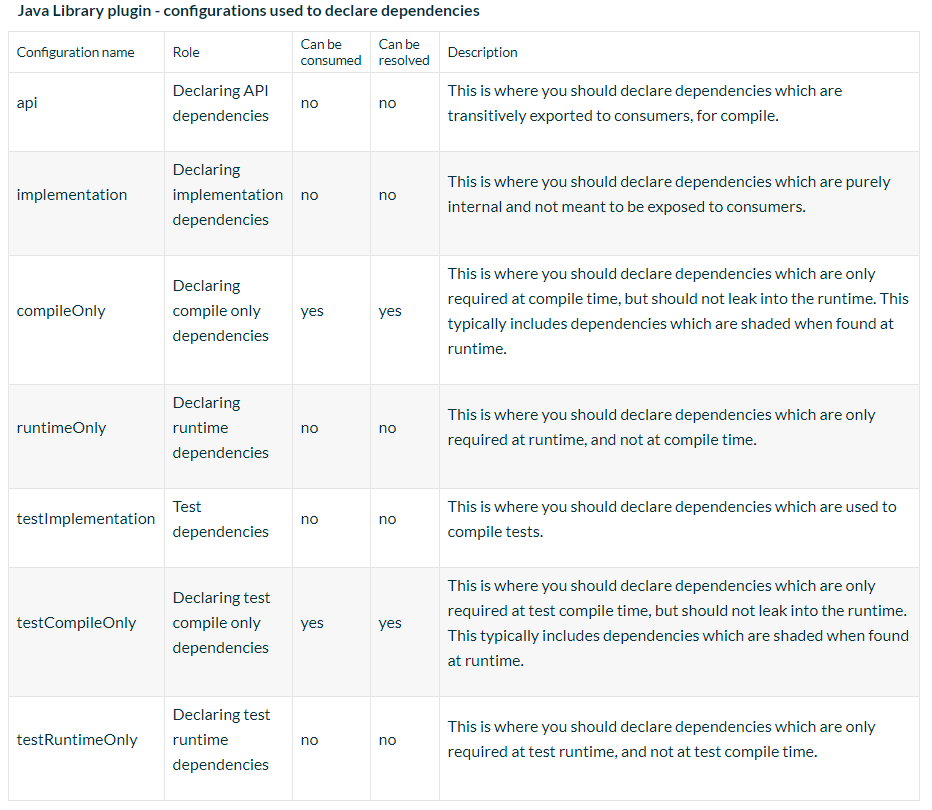 Java Library plugin - configurations used to declare dependencies
Configuration name
Role
Can be
consumed
Can be
resolved
Description
api
Declaring API
dependencies
no
no
This is where you should declare dependencies which are
transitively exported to consumers, for compile.
implementation
Declaring
implementation
dependencies
no
no
This is where you should declare dependencies which are purely
internal and not meant to be exposed to consumers.
compileOnly
Declaring
compile only
dependencies
yes
yes
This is where you should declare dependencies which are only
required at compile time, but should not leak into the runtime. This
typically includes dependencies which are shaded when found at
runtime.
runtimeOnly
Declaring
runtime
dependencies
no
no
This is where you should declare dependencies which are only
required at runtime, and not at compile time.
testImplementation
Test
dependencies
no
no
This is where you should declare dependencies which are used to
compile tests.
testCompileOnly
Declaring test
compile only
dependencies
yes
yes
This is where you should declare dependencies which are only
required at test compile time, but should not leak into the runtime.
This typically includes dependencies which are shaded when found
at runtime.
testRuntimeOnly
Declaring test
runtime
dependencies
no
no
This is where you should declare dependencies which are only
required at test runtime, and not at test compile time.